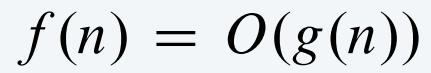 f(n) = O(g(n))